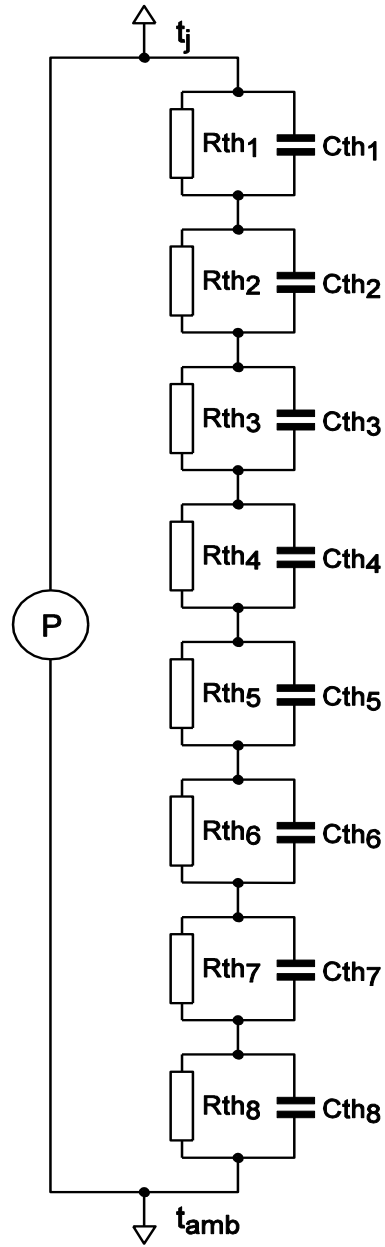 tj
Rth1 Cth1
Rth2 Cth2
Rth3 Cth3
Rth4 Cth4
P
Rth5 Cth5
Rth6 Cth6
Rth7 Cth7
Rth8 Cth8
tamb